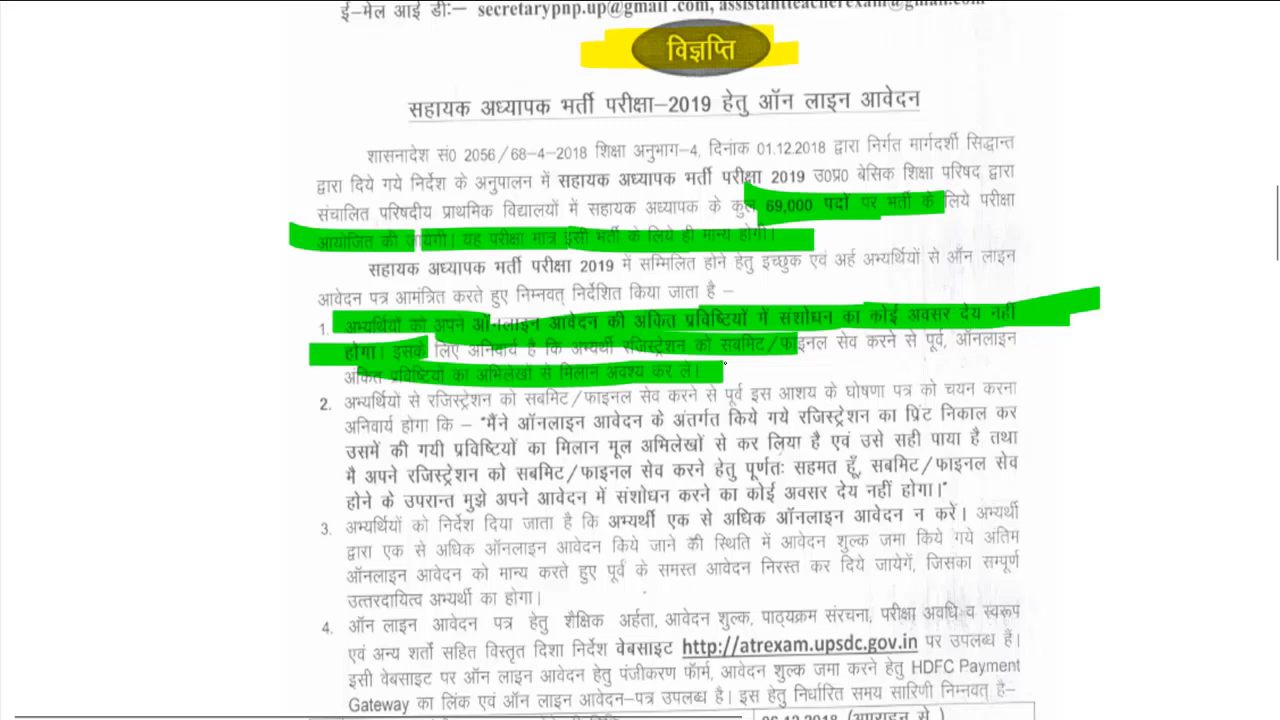 ई–मेल आई डीः– secretarypnp.up@gmail.com, assistantteacherexam@gmail.com
विज्ञप्ति
सहायक अध्यापक भर्ती परीक्षा–2019 हेतु ऑन लाइन आवेदन
शासनादेश सं0 2056/68-4-2018 शिक्षा अनुभाग-4, दिनांक 01.12.2018 द्वारा निर्गत मार्गदर्शी सिद्धान्त
द्वारा दिये गये निर्देश के अनुपालन में सहायक अध्यापक भर्ती परीक्षा 2019 उ0प्र0 बेसिक शिक्षा परिषद द्वारा
संचालित परिषदीय प्राथमिक विद्यालयों में सहायक अध्यापक के कुल 69,000 पदों पर भर्ती के लिये परीक्षा
आयोजित की जायेगी। यह परीक्षा मात्र इसी भर्ती के लिये ही मान्य होगी।
सहायक अध्यापक भर्ती परीक्षा 2019 में सम्मिलित होने हेतु इच्छुक एवं अर्ह अभ्यर्थियों से ऑन लाइन
आवेदन पत्र आमंत्रित करते हुए निम्नवत् निर्देशित किया जाता है –
1. अभ्यर्थियों को अपने ऑनलाइन आवेदन की अंकित प्रविष्टियों में संशोधन का कोई अवसर देय नही
होगा। इसके लिए अनिवार्य है कि अभ्यर्थी रजिस्ट्रेशन को सबमिट/फाइनल सेव करने से पूर्व, ऑनलाइन
अंकित प्रविष्टियों का अभिलेखों से मिलान अवश्य कर लें।
2. अभ्यर्थियों से रजिस्ट्रेशन को सबमिट/फाइनल सेव करने से पूर्व इस आशय के घोषणा पत्र को चयन करना
अनिवार्य होगा कि – "मैंने ऑनलाइन आवेदन के अंतर्गत किये गये रजिस्ट्रेशन का प्रिंट निकाल कर
उसमें की गयी प्रविष्टियों का मिलान मूल अभिलेखों से कर लिया है एवं उसे सही पाया है तथा
मै अपने रजिस्ट्रेशन को सबमिट/फाइनल सेव करने हेतु पूर्णतः सहमत हूँ, सबमिट/फाइनल सेव
होने के उपरान्त मुझे अपने आवेदन में संशोधन करने का कोई अवसर देय नहीं होगा।"
3. अभ्यर्थियों को निर्देश दिया जाता है कि अभ्यर्थी एक से अधिक ऑनलाइन आवेदन न करें। अभ्यर्थी
द्वारा एक से अधिक ऑनलाइन आवेदन किये जाने की स्थिति में आवेदन शुल्क जमा किये गये अंतिम
ऑनलाइन आवेदन को मान्य करते हुए पूर्व के समस्त आवेदन निरस्त कर दिये जायेगें, जिसका सम्पूर्ण
उत्तरदायित्व अभ्यर्थी का होगा।
4. ऑन लाइन आवेदन पत्र हेतु शैक्षिक अर्हता, आवेदन शुल्क, पाठ्यक्रम संरचना, परीक्षा अवधि व स्वरूप
एवं अन्य शर्तो सहित विस्तृत दिशा निर्देश वेबसाइट http://atrexam.upsdc.gov.in पर उपलब्ध है।
इसी वेबसाइट पर ऑन लाइन आवेदन हेतु पंजीकरण फॉर्म, आवेदन शुल्क जमा करने हेतु HDFC Payment
Gateway का लिंक एवं ऑन लाइन आवेदन–पत्र उपलब्ध है। इस हेतु निर्धारित समय सारिणी निम्नवत् है–
06.12.2018 (अपराहन से )